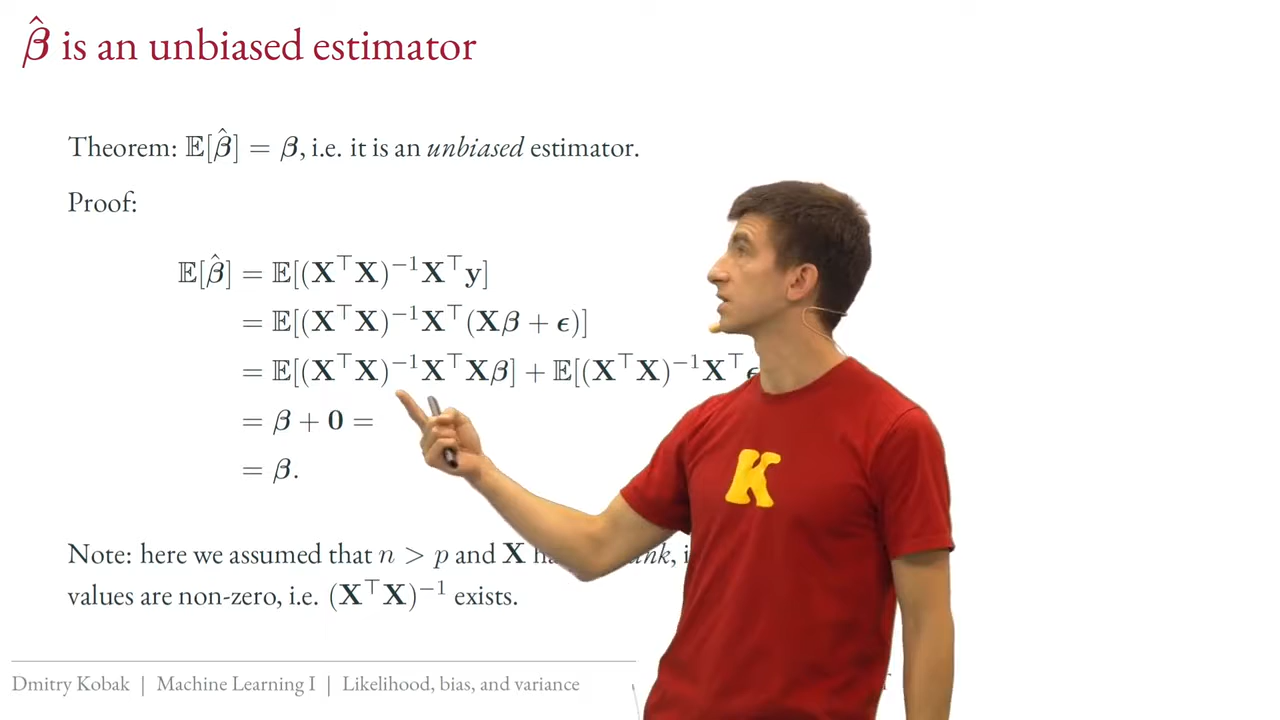 β̂ is an unbiased estimator
Theorem: 𝔼[β̂] = β, i.e. it is an unbiased estimator.
Proof:
𝔼[β̂] = 𝔼[(X⊤X)⁻¹X⊤y]
= 𝔼[(X⊤X)⁻¹X⊤(Xβ + ϵ)]
= 𝔼[(X⊤X)⁻¹X⊤Xβ] + 𝔼[(X⊤X)⁻¹X⊤ϵ
= β + 0 =
= β.
K
Note: here we assumed that n > p and X
values are non-zero, i.e. (X⊤X)⁻¹ exists.
Dmitry Kobak | Machine Learning I | Likelihood, bias, and variance